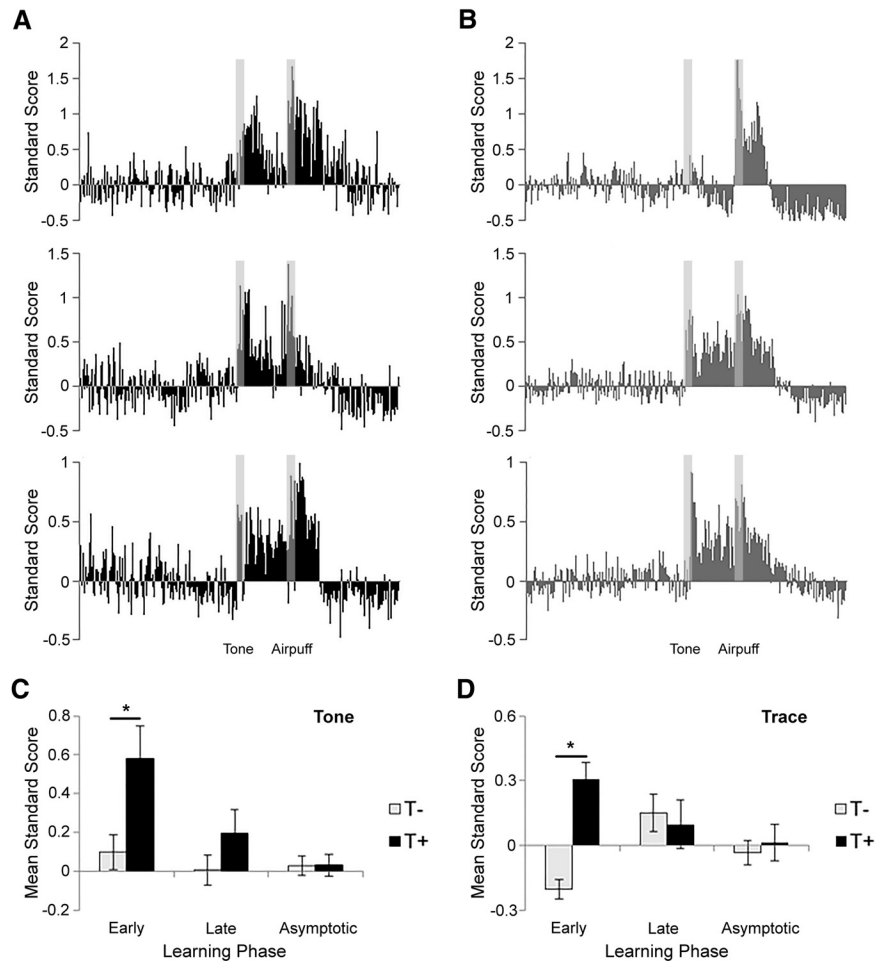 A
B
Standard Score
2
1.5
1
0.5
0
-0.5
Standard Score
2
1.5
1
0.5
0
-0.5
Standard Score
1.5
1
0.5
0
-0.5
Standard Score
1.5
1
0.5
0
-0.5
Standard Score
1
0.5
0
-0.5
Tone Airpuff
Standard Score
1
0.5
0
-0.5
Tone Airpuff
C
Mean Standard Score
0.8
0.6
0.4
0.2
0
-0.2
*
Tone
T-
T+
Early Late Asymptotic
Learning Phase
D
Mean Standard Score
0.6
0.3
0
-0.3
*
Trace
T-
T+
Early Late Asymptotic
Learning Phase